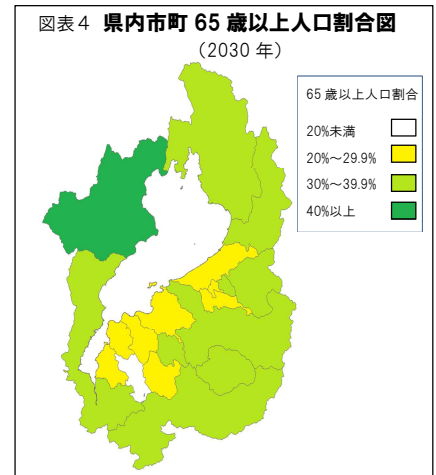 図表4 県内市町 65 歳以上人口割合図
（2030 年）
65 歳以上人口割合
20%未満
20%～29.9%
30%～39.9%
40%以上